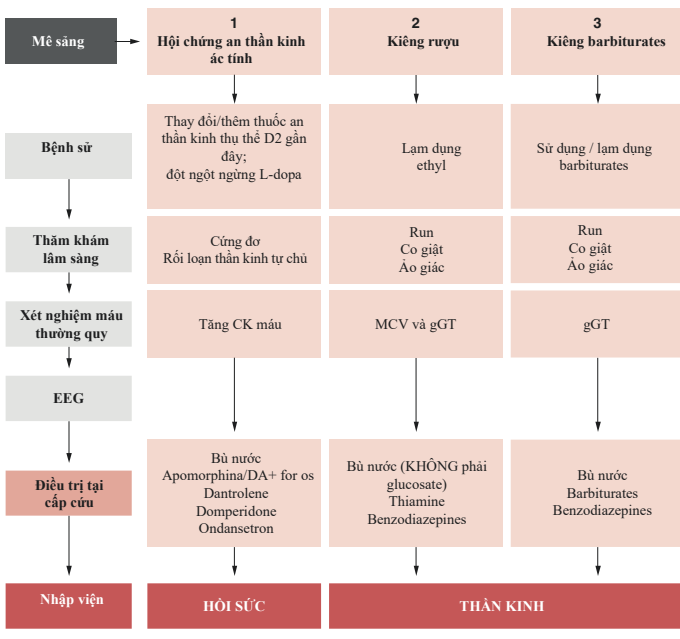 Mê sảng
1
Hội chứng an thần kinh
ác tính
2
Kiêng rượu
3
Kiêng barbiturates
Bệnh sử
Thay đổi/thêm thuốc an
thần kinh thụ thể D2 gần
đây;
đột ngột ngừng L-dopa
Lạm dụng
ethyl
Sử dụng / lạm dụng
barbiturates
Thăm khám
lâm sàng
Cứng đơ
Rối loạn thần kinh tự chủ
Run
Co giật
Ảo giác
Run
Co giật
Ảo giác
Xét nghiệm máu
thường quy
Tăng CK máu
MCV và gGT
gGT
EEG
Điều trị tại
cấp cứu
Bù nước
Apomorphina/DA+ for os
Dantrolene
Domperidone
Ondansetron
Bù nước (KHÔNG phải
glucosate)
Thiamine
Benzodiazepines
Bù nước
Barbiturates
Benzodiazepines
Nhập viện
HỒI SỨC
THẦN KINH